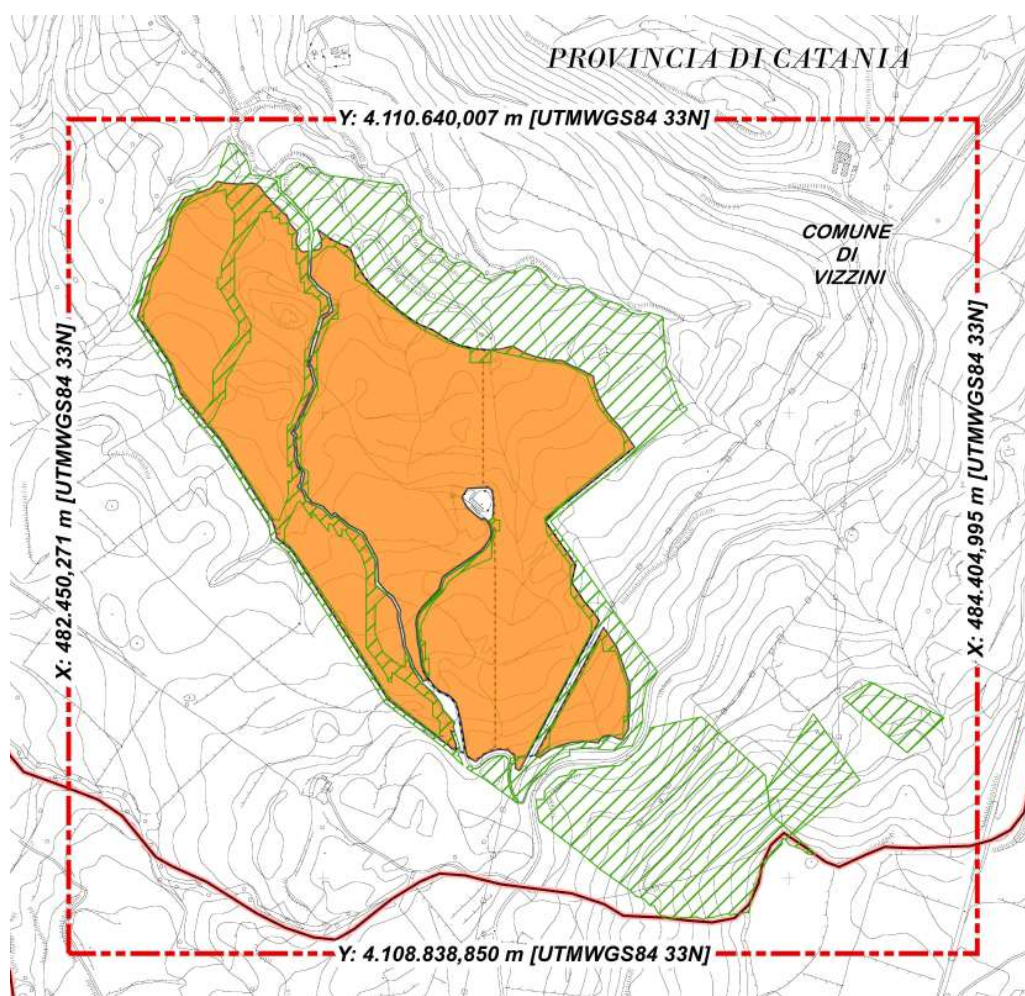 PROVINCIA DI CATANIA
Y: 4.110.640,007 m [UTMWGS84 33N]
COMUNE
DI
VIZZINI
X: 482.450,271 m [UTMWGS84 33N]
X: 484.404,995 m [UTMWGS84 33N]
Y: 4.108.838,850 m [UTMWGS84 33N]